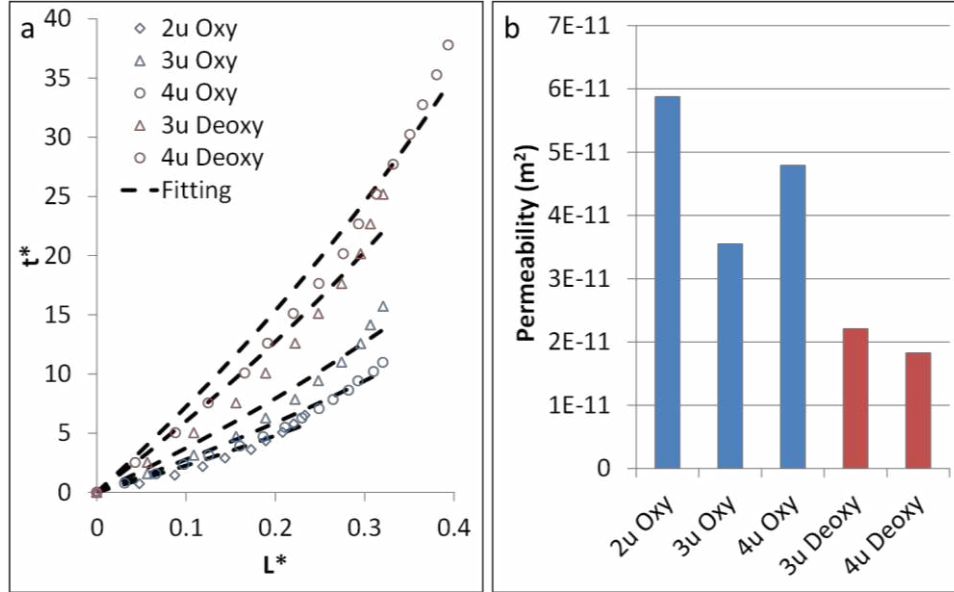 a
40
35
30
25
20
15
10
5
0
t*
2u Oxy
3u Oxy
4u Oxy
3u Deoxy
4u Deoxy
Fitting
0 0.1 0.2 0.3 0.4
L*
b
7E-11
6E-11
5E-11
4E-11
3E-11
2E-11
1E-11
0
Permeability (m²)
2u Oxy
3u Oxy
4u Oxy
3u Deoxy
4u Deoxy